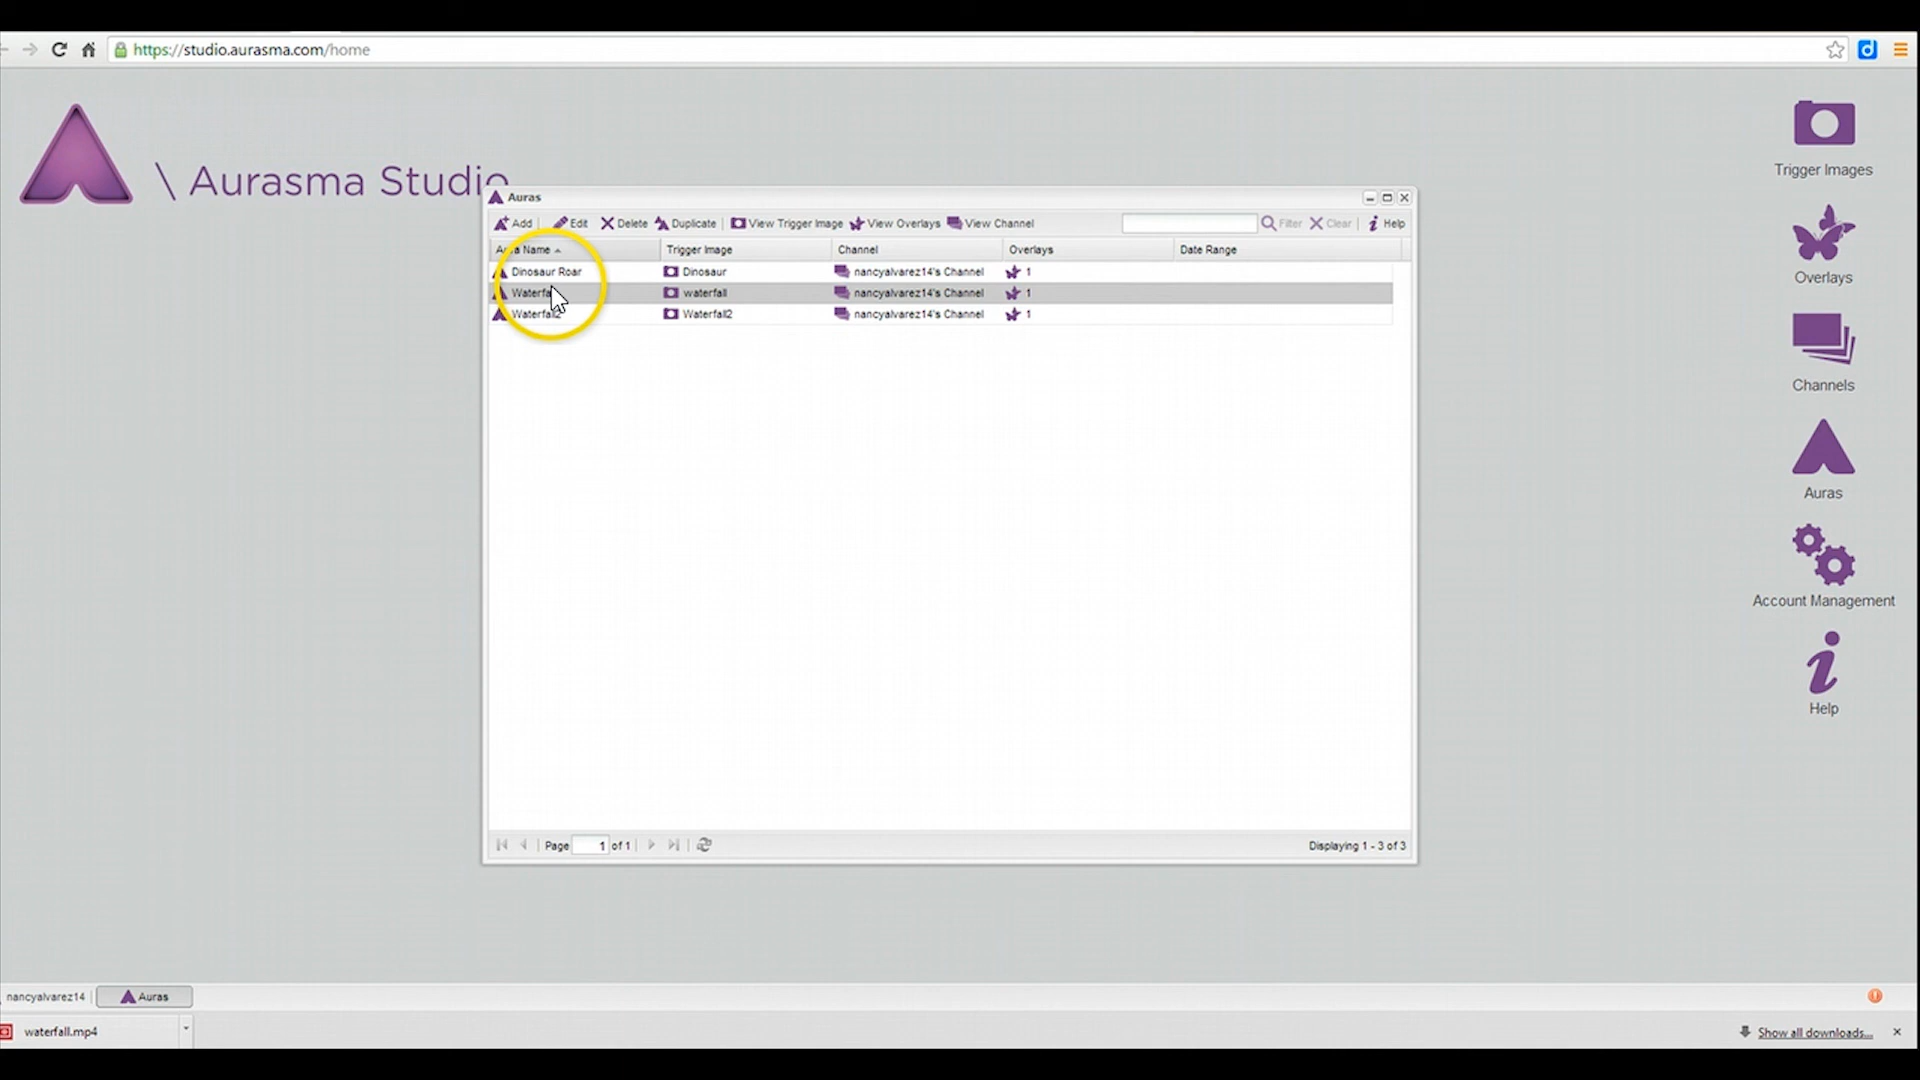 https://studio.aurasma.com/home
\ Aurasma Studio
Trigger Images
Overlays
Channels
Auras
Account Management
Help
Auras
Add Edit Delete Duplicate View Trigger Image View Overlays View Channel Filter Clear Help
Aura Name Trigger Image Channel Overlays Date Range
Dinosaur Roar Dinosaur nancyalvarez14's Channel 1
waterfall nancyalvarez14's Channel 1
Waterfall2 Waterfall2 nancyalvarez14's Channel 1
Page 1 of 1 Displaying 1 - 3 of 3
nancyalvarez14 Auras
waterfall.mp4 Show all downloads...